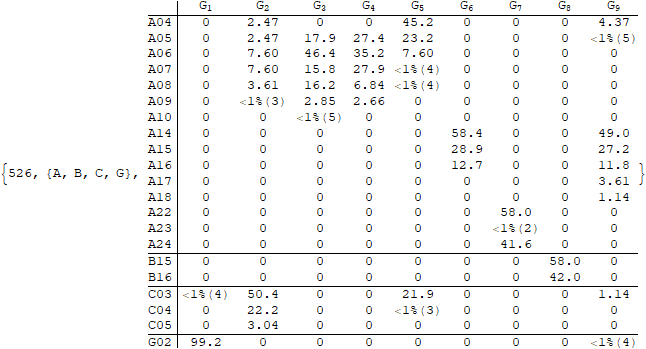 G1 G2 G3 G4 G5 G6 G7 G8 G9
A04 0 2.47 0 0 45.2 0 0 0 4.37
A05 0 2.47 17.9 27.4 23.2 0 0 0 <1%(5)
A06 0 7.60 46.4 35.2 7.60 0 0 0 0
A07 0 7.60 15.8 27.9 <1%(4) 0 0 0 0
A08 0 3.61 16.2 6.84 <1%(4) 0 0 0 0
A09 0 <1%(3) 2.85 2.66 0 0 0 0 0
A10 0 0 <1%(5) 0 0 0 0 0 0
A14 0 0 0 0 0 58.4 0 0 49.0
A15 0 0 0 0 0 28.9 0 0 27.2
{526, {A, B, C, G}, A16 0 0 0 0 0 12.7 0 0 11.8 }
A17 0 0 0 0 0 0 0 0 3.61
A18 0 0 0 0 0 0 0 0 1.14
A22 0 0 0 0 0 0 58.0 0 0
A23 0 0 0 0 0 0 <1%(2) 0 0
A24 0 0 0 0 0 0 41.6 0 0
B15 0 0 0 0 0 0 0 58.0 0
B16 0 0 0 0 0 0 0 42.0 0
C03 <1%(4) 50.4 0 0 21.9 0 0 0 1.14
C04 0 22.2 0 0 <1%(3) 0 0 0 0
C05 0 3.04 0 0 0 0 0 0 0
G02 99.2 0 0 0 0 0 0 0 <1%(4)